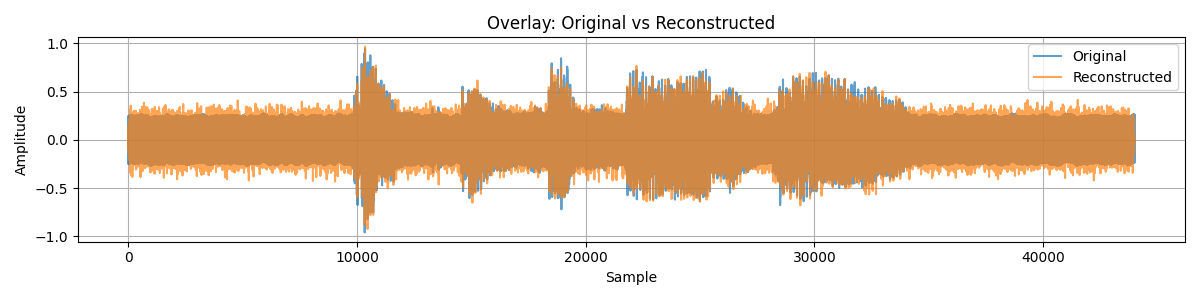 Overlay: Original vs Reconstructed
Original
Reconstructed
Amplitude
1.0
0.5
0.0
−0.5
−1.0
0 10000 20000 30000 40000
Sample